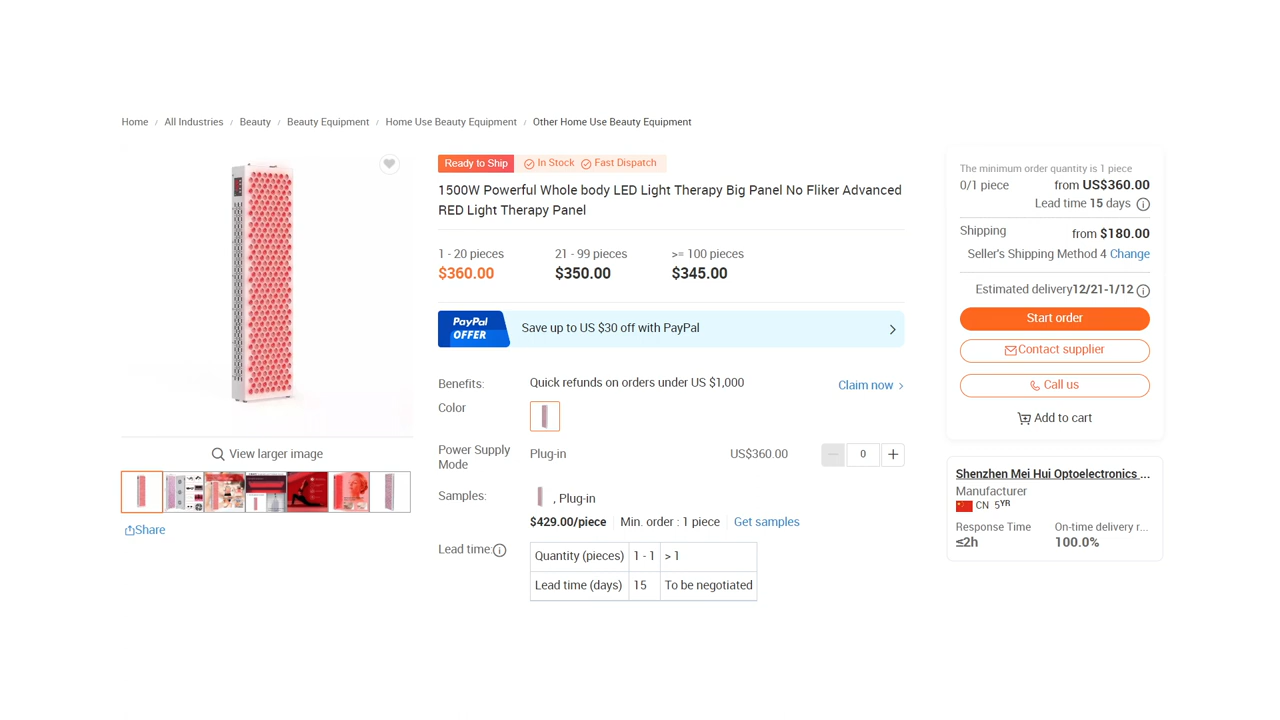 Home / All Industries / Beauty / Beauty Equipment / Home Use Beauty Equipment / Other Home Use Beauty Equipment
Ready to Ship In Stock Fast Dispatch
1500W Powerful Whole body LED Light Therapy Big Panel No Fliker Advanced
RED Light Therapy Panel
1 - 20 pieces 21 - 99 pieces >= 100 pieces
$360.00 $350.00 $345.00
PayPal
OFFER
Save up to US $30 off with PayPal
Benefits: Quick refunds on orders under US $1,000 Claim now
Color
Power Supply
Mode
Plug-in US$360.00 0
Samples: , Plug-in
$429.00/piece Min. order : 1 piece Get samples
Lead time:
Quantity (pieces) 1 - 1 > 1
Lead time (days) 15 To be negotiated
View larger image
Share
The minimum order quantity is 1 piece
0/1 piece from US$360.00
Lead time 15 days
Shipping from $180.00
Seller's Shipping Method 4 Change
Estimated delivery12/21-1/12
Start order
Contact supplier
Call us
Add to cart
Shenzhen Mei Hui Optoelectronics ...
Manufacturer
CN 5YR
Response Time On-time delivery r...
≤2h 100.0%